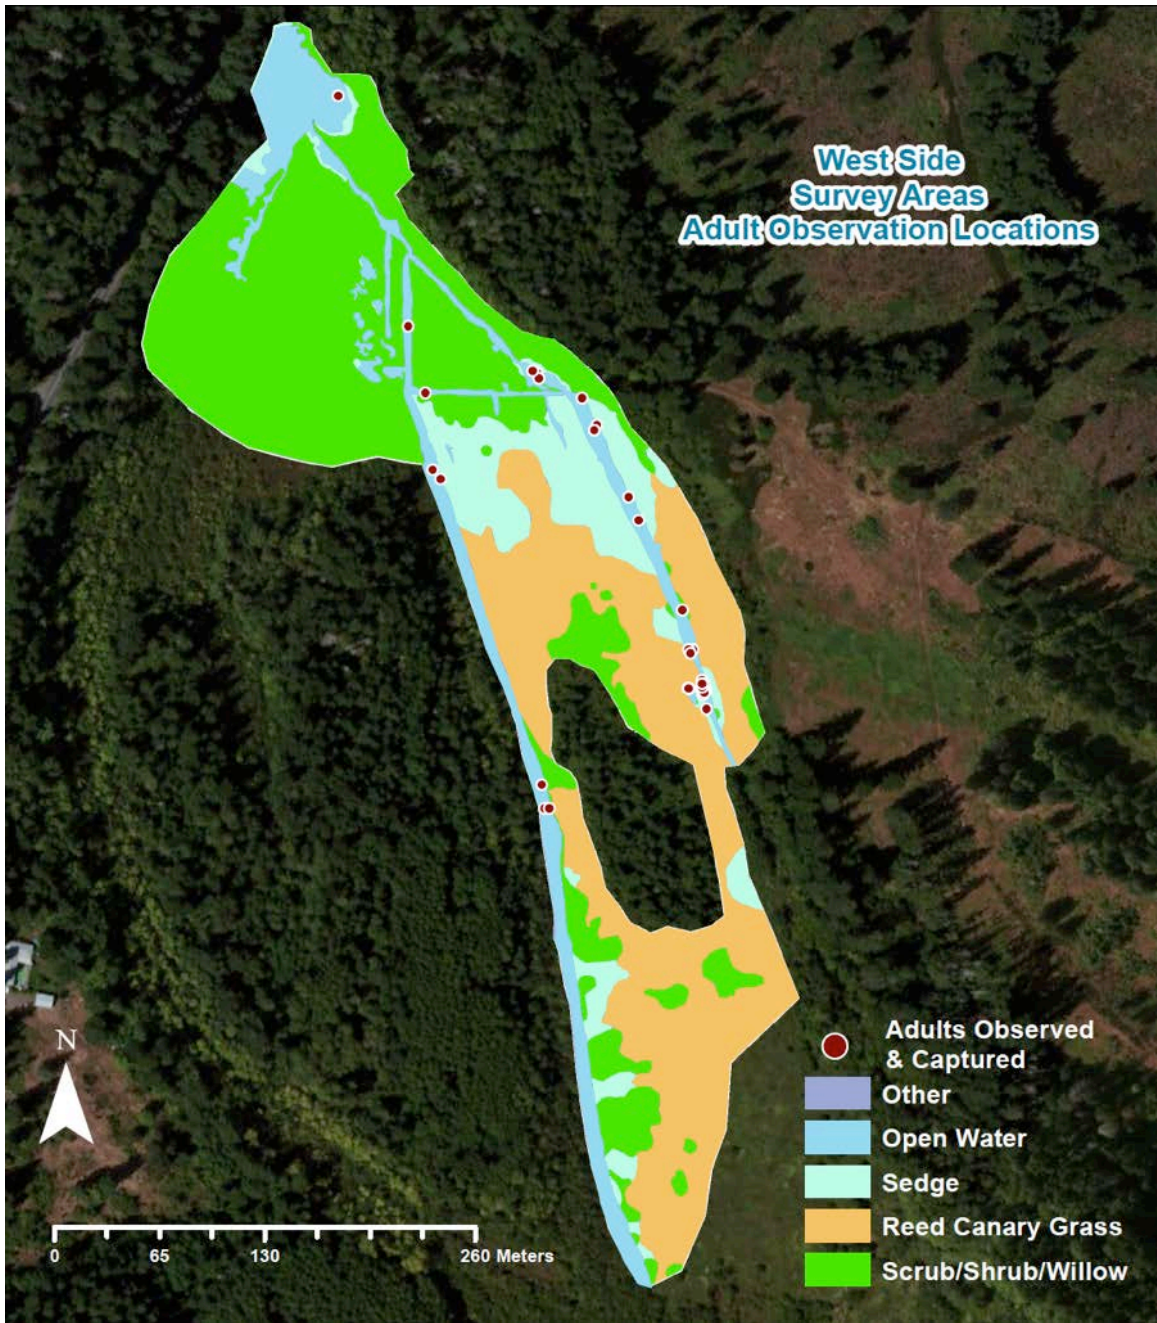 West Side
Survey Areas
Adult Observation Locations
N
0 65 130 260 Meters
Adults Observed
& Captured
Other
Open Water
Sedge
Reed Canary Grass
Scrub/Shrub/Willow